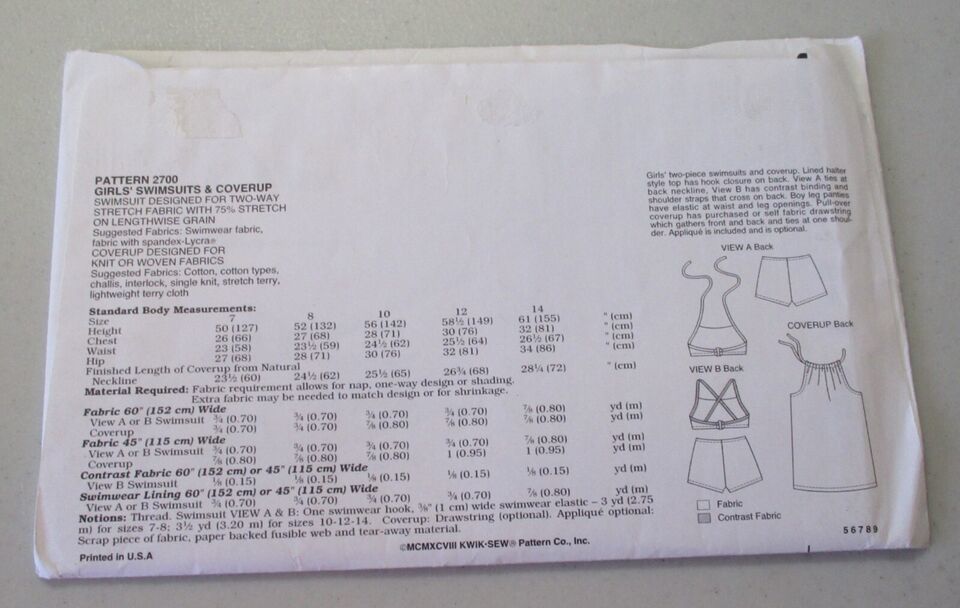 PATTERN 2700
GIRLS' SWIMSUITS & COVERUP
SWIMSUIT DESIGNED FOR TWO-WAY
STRETCH FABRIC WITH 75% STRETCH
ON LENGTHWISE GRAIN
Suggested Fabrics: Swimwear fabric,
fabric with spandex-Lycra®
COVERUP DESIGNED FOR
KNIT OR WOVEN FABRICS
Suggested Fabrics: Cotton, cotton types,
challis, interlock, single knit, stretch terry,
lightweight terry cloth
Girls' two-piece swimsuits and coverup. Lined halter
style top has hook closure on back. View A ties at
back neckline, View B has contrast binding and
shoulder straps that cross on back. Boy leg panties
have elastic at waist and leg openings. Pull-over
coverup has purchased or self fabric drawstring
which gathers front and back and ties at one shoul-
der. Appliqué is included and is optional.
VIEW A Back
COVERUP Back
VIEW B Back
Fabric
Contrast Fabric
Standard Body Measurements:
Size 7 8 10 12 14
Height 50 (127) 52 (132) 56 (142) 58½ (149) 61 (155) " (cm)
Chest 26 (66) 27 (68) 28 (71) 30 (76) 32 (81) " (cm)
Waist 23 (58) 23½ (59) 24½ (62) 25½ (64) 26½ (67) " (cm)
Hip 27 (68) 28 (71) 30 (76) 32 (81) 34 (86)
Finished Length of Coverup from Natural
Neckline 23½ (60) 24½ (62) 25½ (65) 26¾ (68) 28¼ (72) " (cm)
Material Required: Fabric requirement allows for nap, one-way design or shading.
Extra fabric may be needed to match design or for shrinkage.
Fabric 60" (152 cm) Wide
View A or B Swimsuit ¾ (0.70) ¾ (0.70) ¾ (0.70) ¾ (0.70) ⅞ (0.80) yd (m)
Coverup ¾ (0.70) ¾ (0.70) ⅞ (0.80) ⅞ (0.80) ⅞ (0.80) yd (m)
Fabric 45" (115 cm) Wide
View A or B Swimsuit ¾ (0.70) ¾ (0.70) ¾ (0.70) ¾ (0.70) ⅞ (0.80) yd (m)
Coverup ⅞ (0.80) ⅞ (0.80) ⅞ (0.80) 1 (0.95) 1 (0.95) yd (m)
Contrast Fabric 60" (152 cm) or 45" (115 cm) Wide
View B Swimsuit ⅛ (0.15) ⅛ (0.15) ⅛ (0.15) ⅛ (0.15) ⅛ (0.15) yd (m)
Swimwear Lining 60" (152 cm) or 45" (115 cm) Wide
View A or B Swimsuit ¾ (0.70) ¾ (0.70) ¾ (0.70) ¾ (0.70) ⅞ (0.80) yd (m)
Notions: Thread. Swimsuit VIEW A & B: One swimwear hook, ⅜" (1 cm) wide swimwear elastic – 3 yd (2.75
m) for sizes 7-8; 3½ yd (3.20 m) for sizes 10-12-14. Coverup: Drawstring (optional). Appliqué optional:
Scrap piece of fabric, paper backed fusible web and tear-away material.
Printed in U.S.A
©MCMXCVIII KWIK•SEW® Pattern Co., Inc.
56789